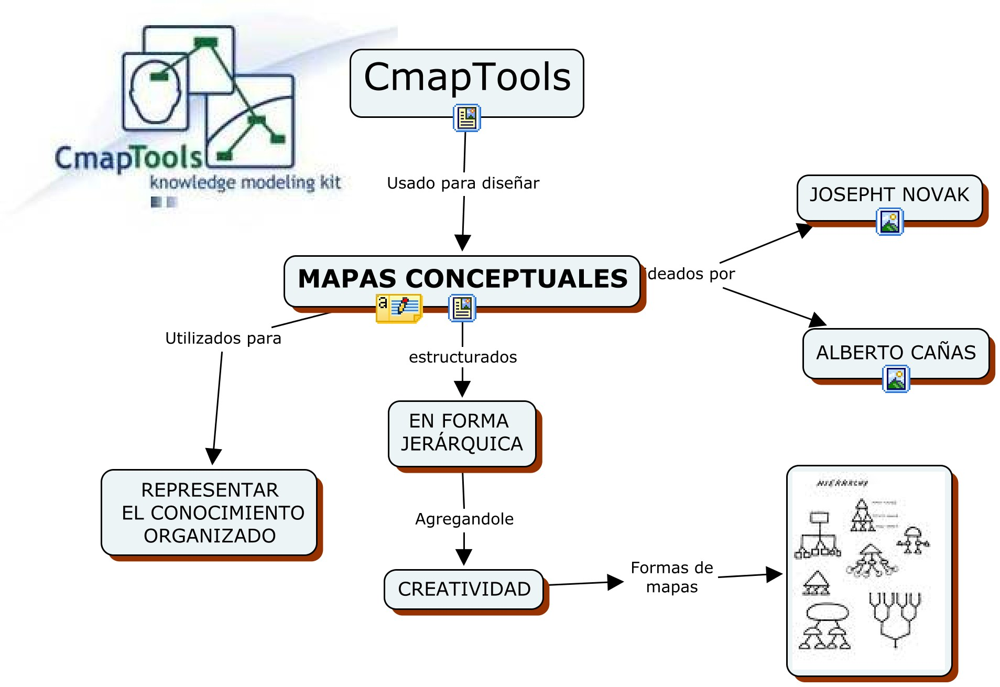 CmapTools
knowledge modeling kit
CmapTools
Usado para diseñar
MAPAS CONCEPTUALES
ideados por
JOSEPHT NOVAK
ALBERTO CAÑAS
Utilizados para
REPRESENTAR
EL CONOCIMIENTO
ORGANIZADO
a
estructurados
EN FORMA
JERÁRQUICA
Agregandole
CREATIVIDAD
Formas de
mapas